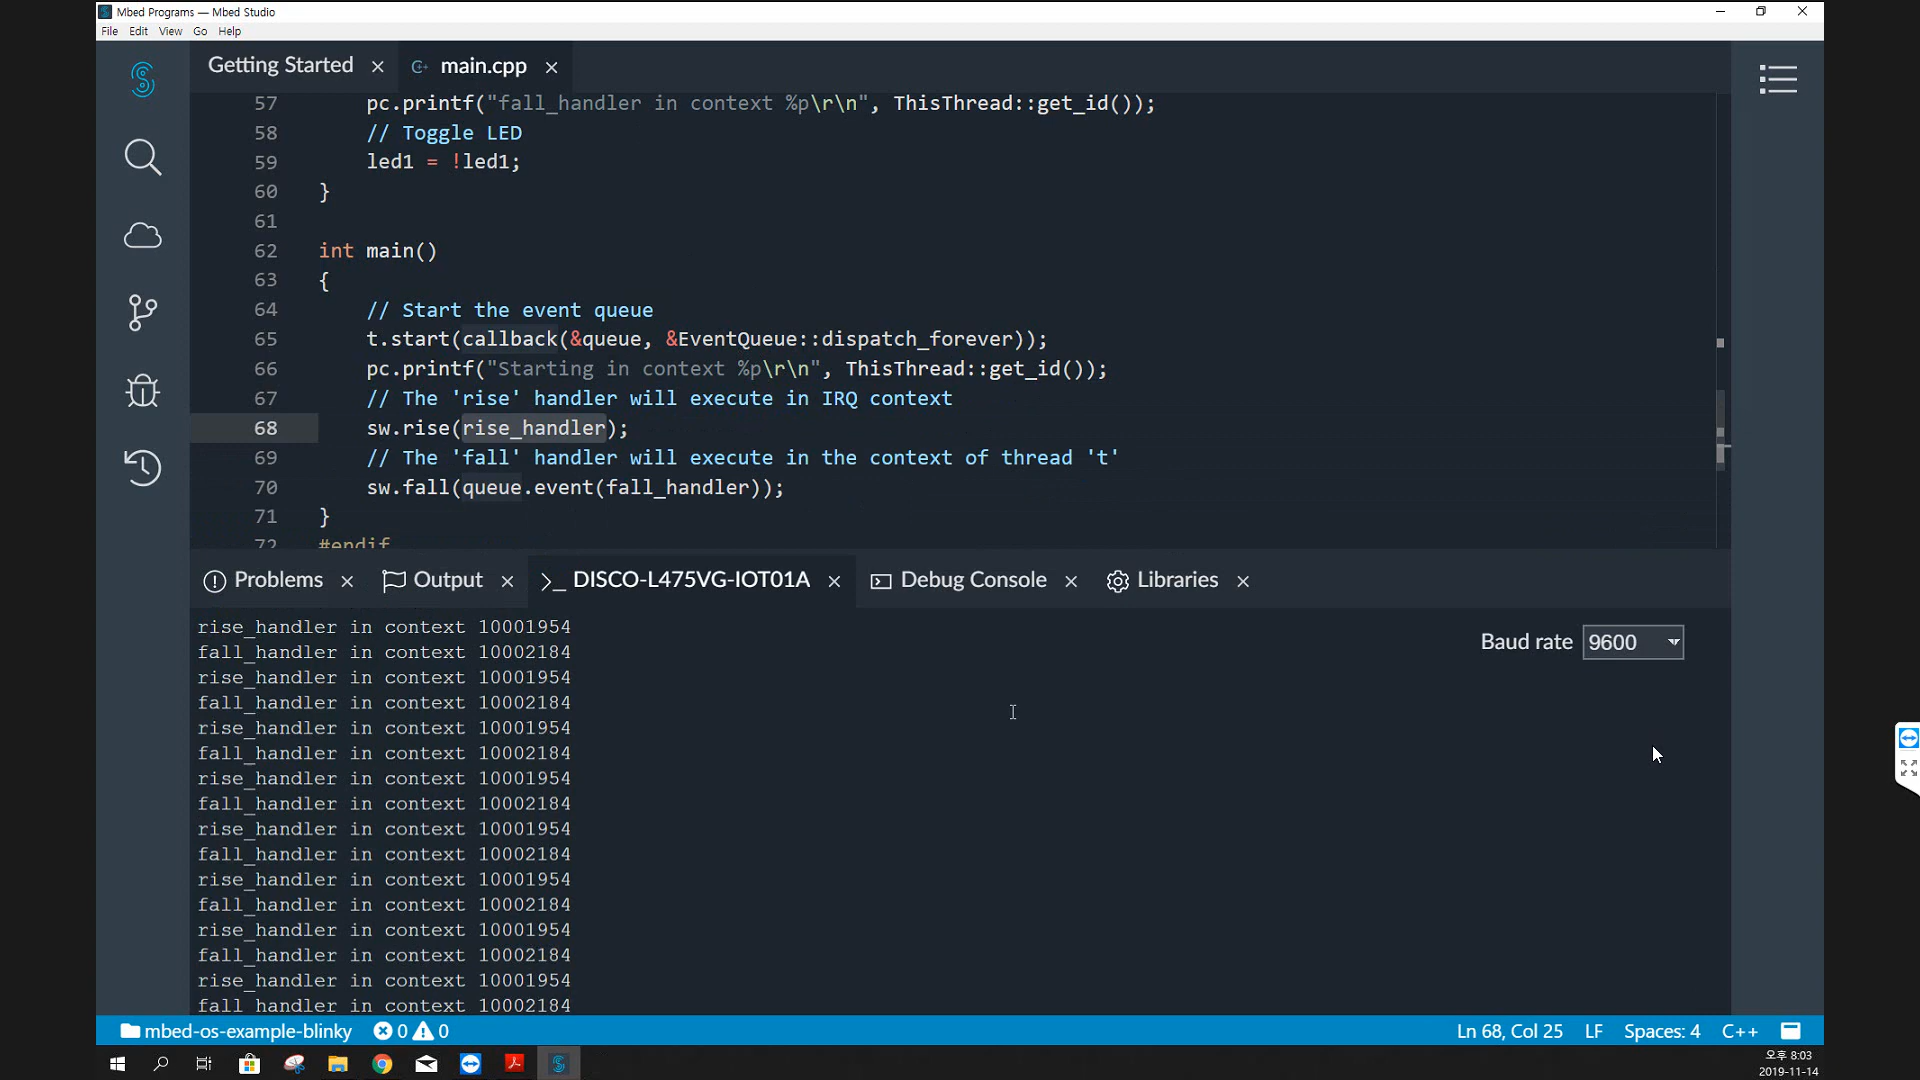 Mbed Programs — Mbed Studio
File Edit View Go Help
Getting Started × C+ main.cpp ×
57 pc.printf("fall_handler in context %p\r\n", ThisThread::get_id());
58 // Toggle LED
59 led1 = !led1;
60 }
61
62 int main()
63 {
64 // Start the event queue
65 t.start(callback(&queue, &EventQueue::dispatch_forever));
66 pc.printf("Starting in context %p\r\n", ThisThread::get_id());
67 // The 'rise' handler will execute in IRQ context
68 sw.rise(rise_handler);
69 // The 'fall' handler will execute in the context of thread 't'
70 sw.fall(queue.event(fall_handler));
71 }
72 #endif
Problems × Output × >_ DISCO-L475VG-IOT01A × Debug Console × Libraries ×
Baud rate 9600
rise_handler in context 10001954
fall_handler in context 10002184
rise_handler in context 10001954
fall_handler in context 10002184
rise_handler in context 10001954
fall_handler in context 10002184
rise_handler in context 10001954
fall_handler in context 10002184
rise_handler in context 10001954
fall_handler in context 10002184
rise_handler in context 10001954
fall_handler in context 10002184
rise_handler in context 10001954
fall_handler in context 10002184
rise_handler in context 10001954
fall_handler in context 10002184
mbed-os-example-blinky 0 0 Ln 68, Col 25 LF Spaces: 4 C++
오후 8:03
2019-11-14